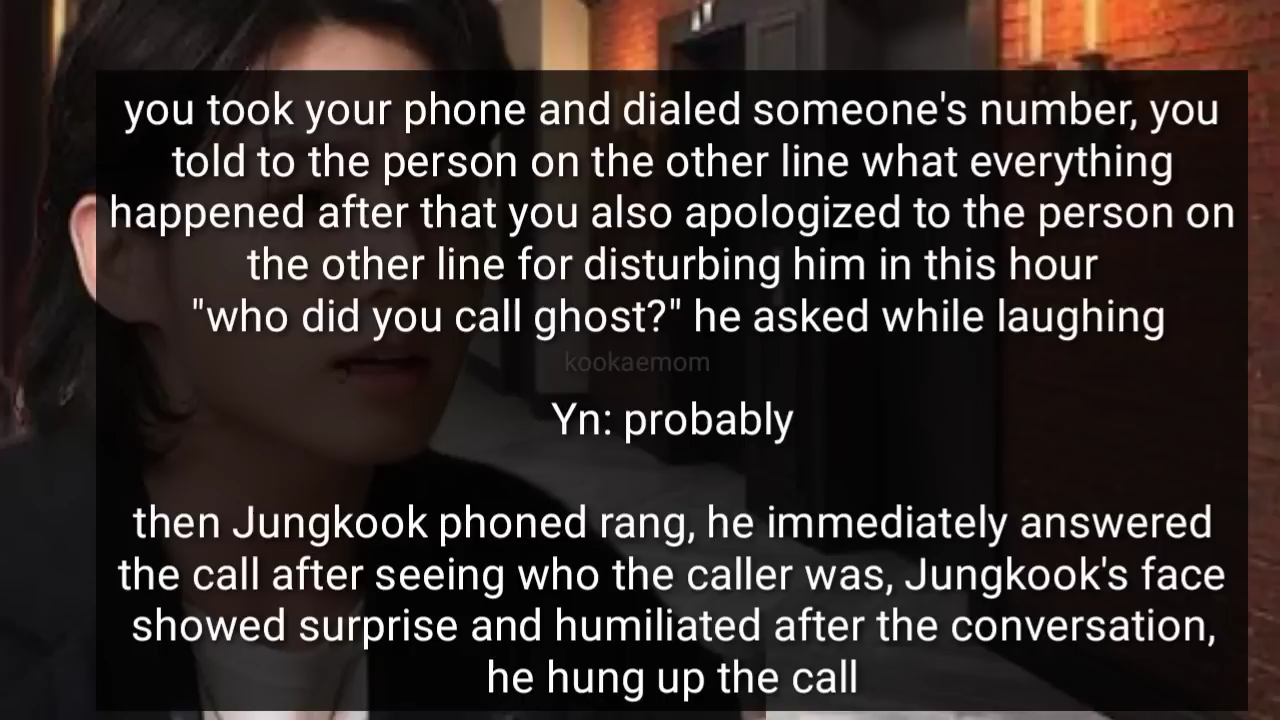 you took your phone and dialed someone's number, you
told to the person on the other line what everything
happened after that you also apologized to the person on
the other line for disturbing him in this hour
"who did you call ghost?" he asked while laughing
kookaemom
Yn: probably
then Jungkook phoned rang, he immediately answered
the call after seeing who the caller was, Jungkook's face
showed surprise and humiliated after the conversation,
he hung up the call